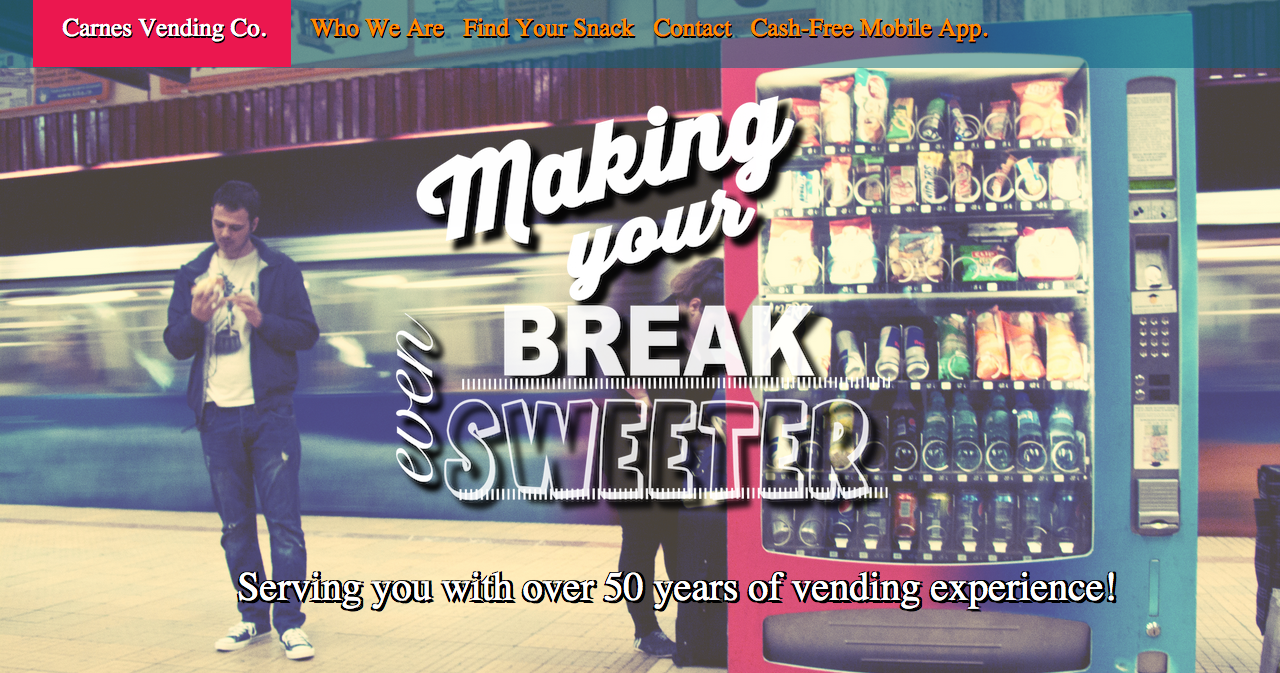 Carnes Vending Co. Who We Are Find Your Snack Contact Cash-Free Mobile App.
Making
your
BREAK
even
SWEETER
Serving you with over 50 years of vending experience!